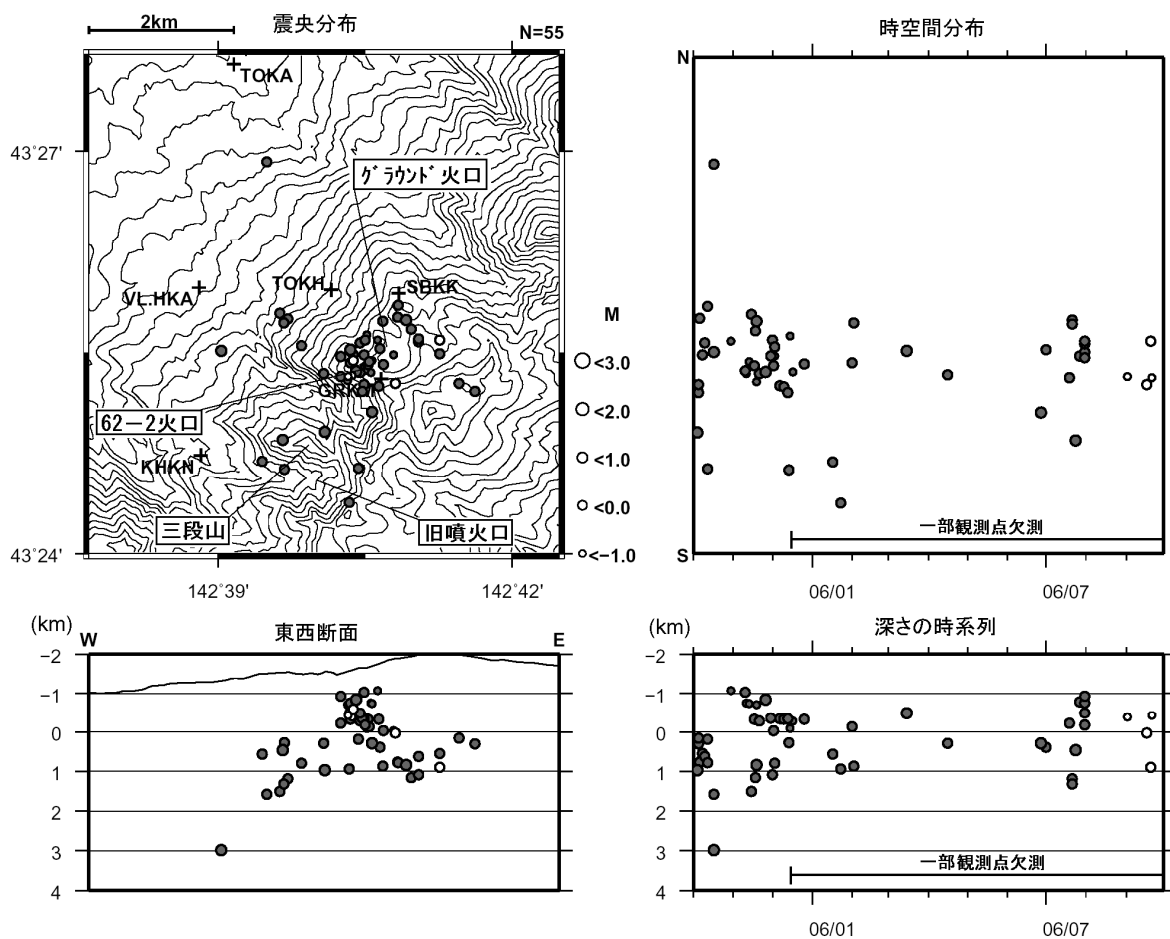 2km
震央分布
N=55
TOKA
43°27'
グラウンド火口
TOKH
SBKK
VL.HKA
62－2火口
KHKN
三段山
旧噴火口
43°24'
142°39'
142°42'
M
<3.0
<2.0
<1.0
<0.0
<−1.0
時空間分布
N
S
一部観測点欠測
06/01
06/07
(km)
東西断面
W
E
−2
−1
0
1
2
3
4
(km)
深さの時系列
−2
−1
0
1
2
3
4
一部観測点欠測
06/01
06/07